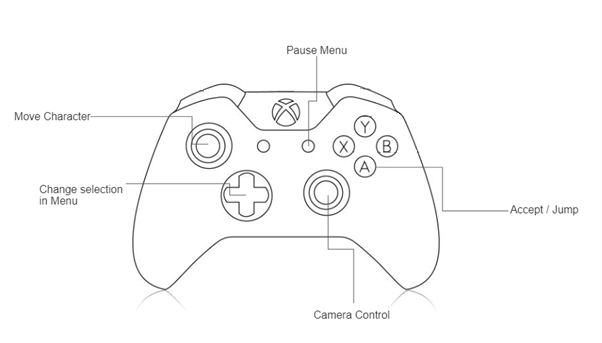 Pause Menu
Move Character
Y
X
B
A
Change selection
in Menu
Accept / Jump
Camera Control